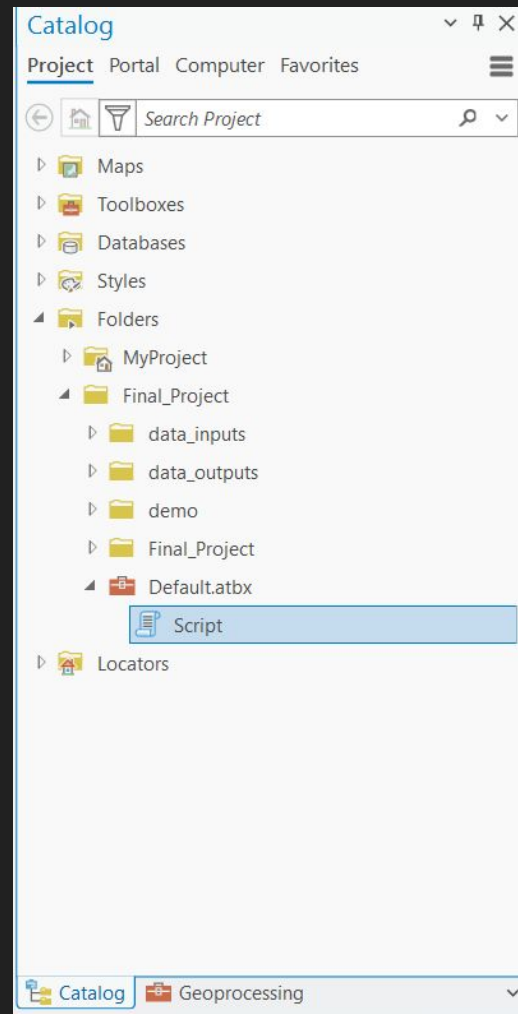 Catalog
Project Portal Computer Favorites
Search Project
Maps
Toolboxes
Databases
Styles
Folders
MyProject
Final_Project
data_inputs
data_outputs
demo
Final_Project
Default.atbx
Script
Locators
Catalog Geoprocessing